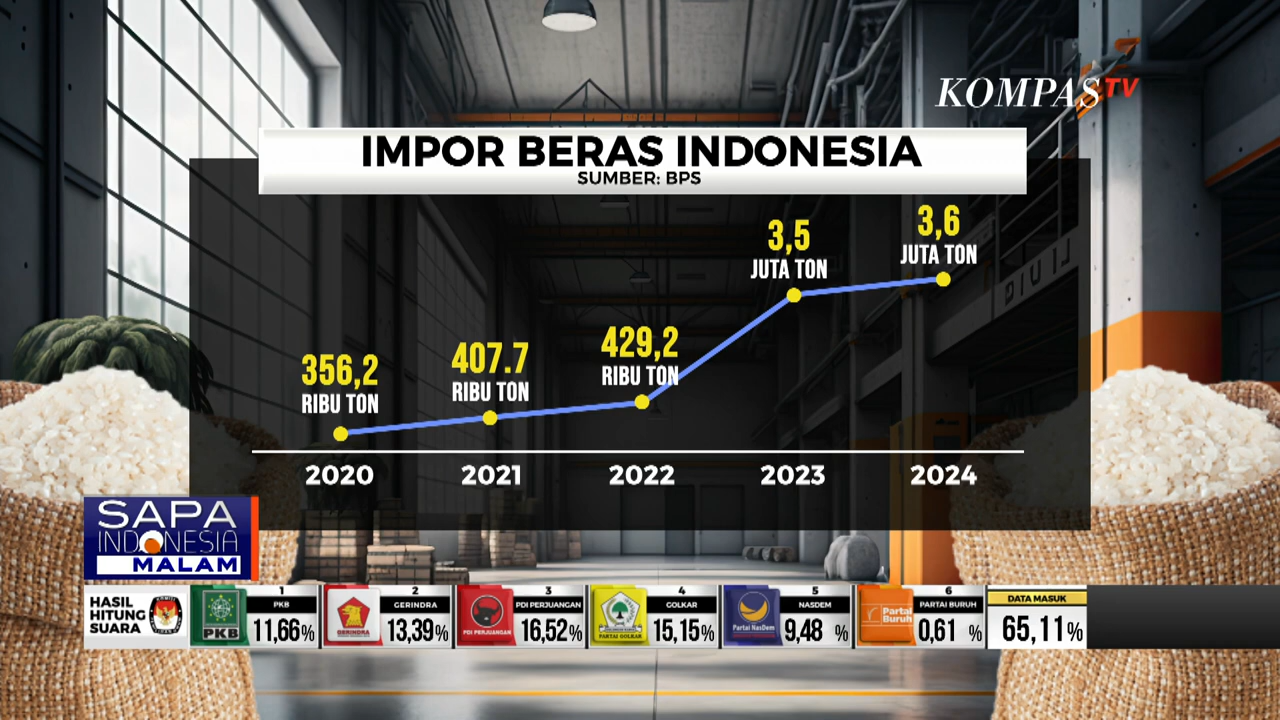 KOMPASTV
IMPOR BERAS INDONESIA
SUMBER: BPS
3,5
JUTA TON
3,6
JUTA TON
356,2
RIBU TON
407.7
RIBU TON
429,2
RIBU TON
2020
2021
2022
2023
2024
SAPA
INDONESIA
MALAM
HASIL
HITUNG
SUARA
PKB
1
PKB
11,66%
GERINDRA
2
GERINDRA
13,39%
PDI PERJUANGAN
3
PDI PERJUANGAN
16,52%
PARTAI GOLKAR
4
GOLKAR
15,15%
Partai NasDem
5
NASDEM
9,48 %
Partai
Buruh
6
PARTAI BURUH
0,61 %
DATA MASUK
65,11%